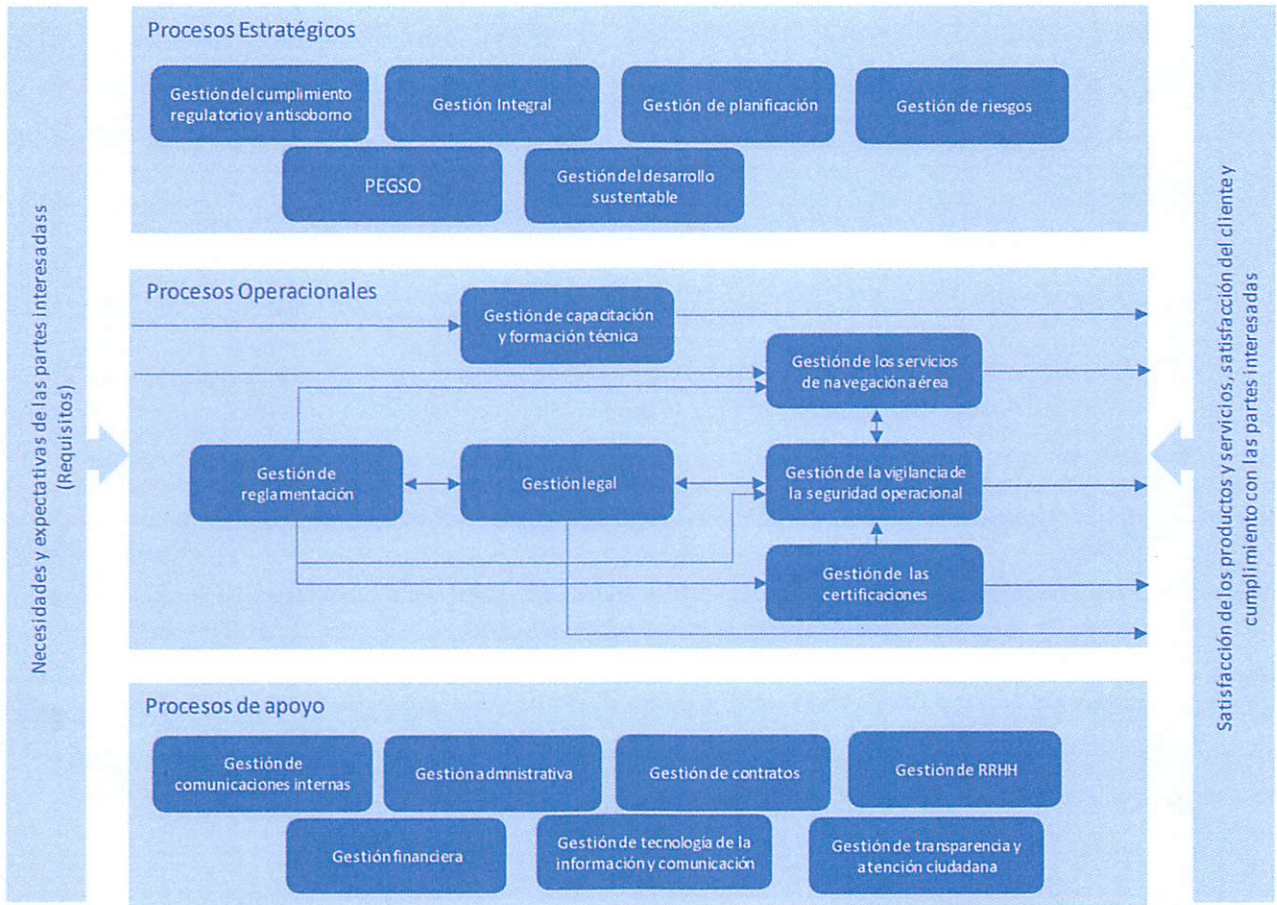 Necesidades y expectativas de las partes interesadass
(Requisitos)
Procesos Estratégicos
Gestión del cumplimiento
regulatorio y antisoborno
Gestión Integral
Gestión de planificación
Gestión de riesgos
PEGSO
Gestión del desarrollo
sustentable
Procesos Operacionales
Gestión de capacitación
y formación técnica
Gestión de los servicios
de navegación aérea
Gestión de
reglamentación
Gestión legal
Gestión de la vigilancia de
la seguridad operacional
Gestión de las
certificaciones
Procesos de apoyo
Gestión de
comunicaciones internas
Gestión admnistrativa
Gestión de contratos
Gestión de RRHH
Gestión financiera
Gestión de tecnología de la
información y comunicación
Gestión de transparencia y
atención ciudadana
Satisfacción de los productos y servicios, satisfacción del cliente y
cumplimiento con las partes interesadas